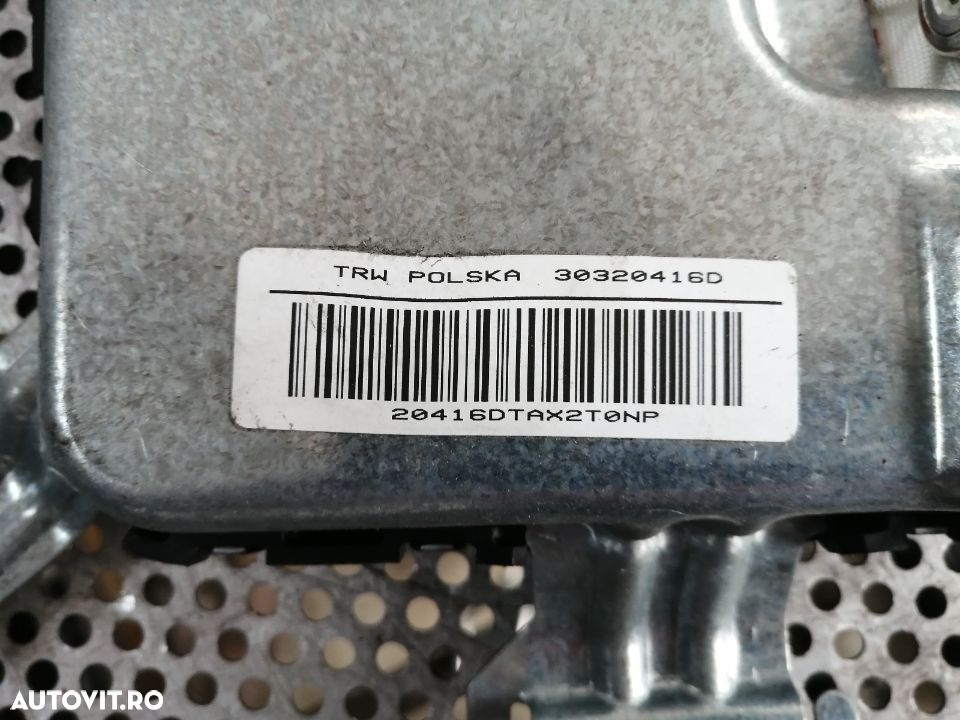 TRW POLSKA 30320416D
20416DTAX2T0NP
AUTOVIT.RO